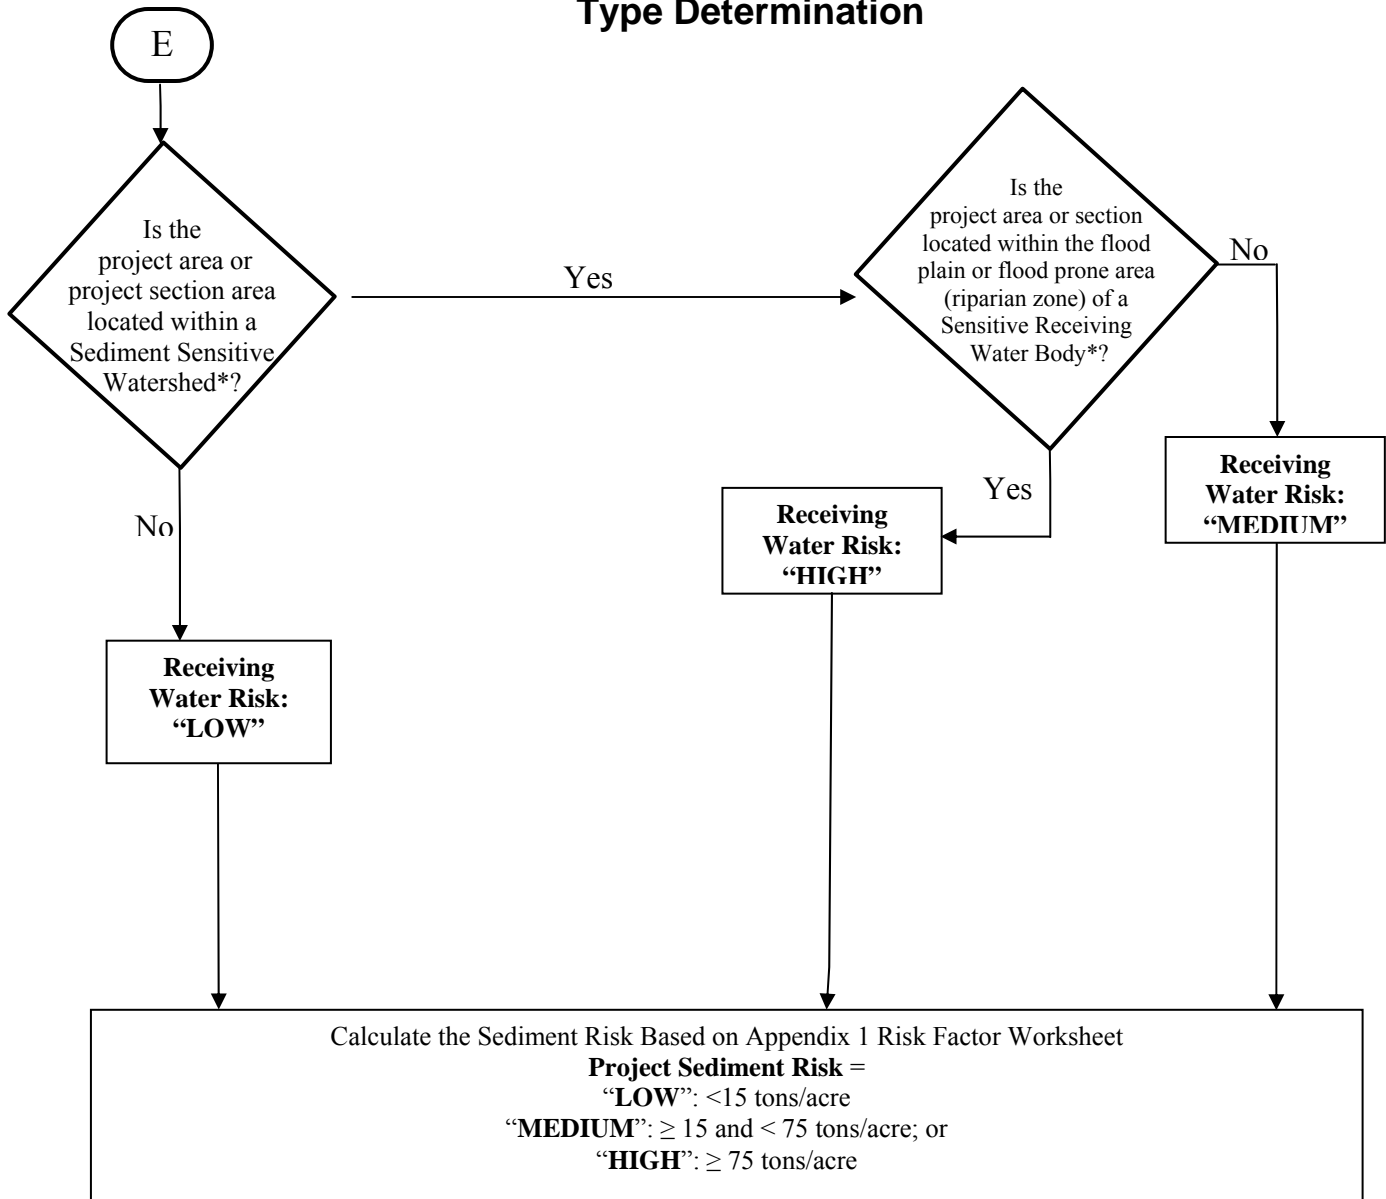 Type Determination
E
Is the
project area or
project section area
located within a
Sediment Sensitive
Watershed*?
Yes
Is the
project area or section
located within the flood
plain or flood prone area
(riparian zone) of a
Sensitive Receiving
Water Body*?
No
Yes
Receiving
Water Risk:
“MEDIUM”
Receiving
Water Risk:
“HIGH”
No
Receiving
Water Risk:
“LOW”
Calculate the Sediment Risk Based on Appendix 1 Risk Factor Worksheet
Project Sediment Risk =
“LOW”: <15 tons/acre
“MEDIUM”: ≥ 15 and < 75 tons/acre; or
“HIGH”: ≥ 75 tons/acre